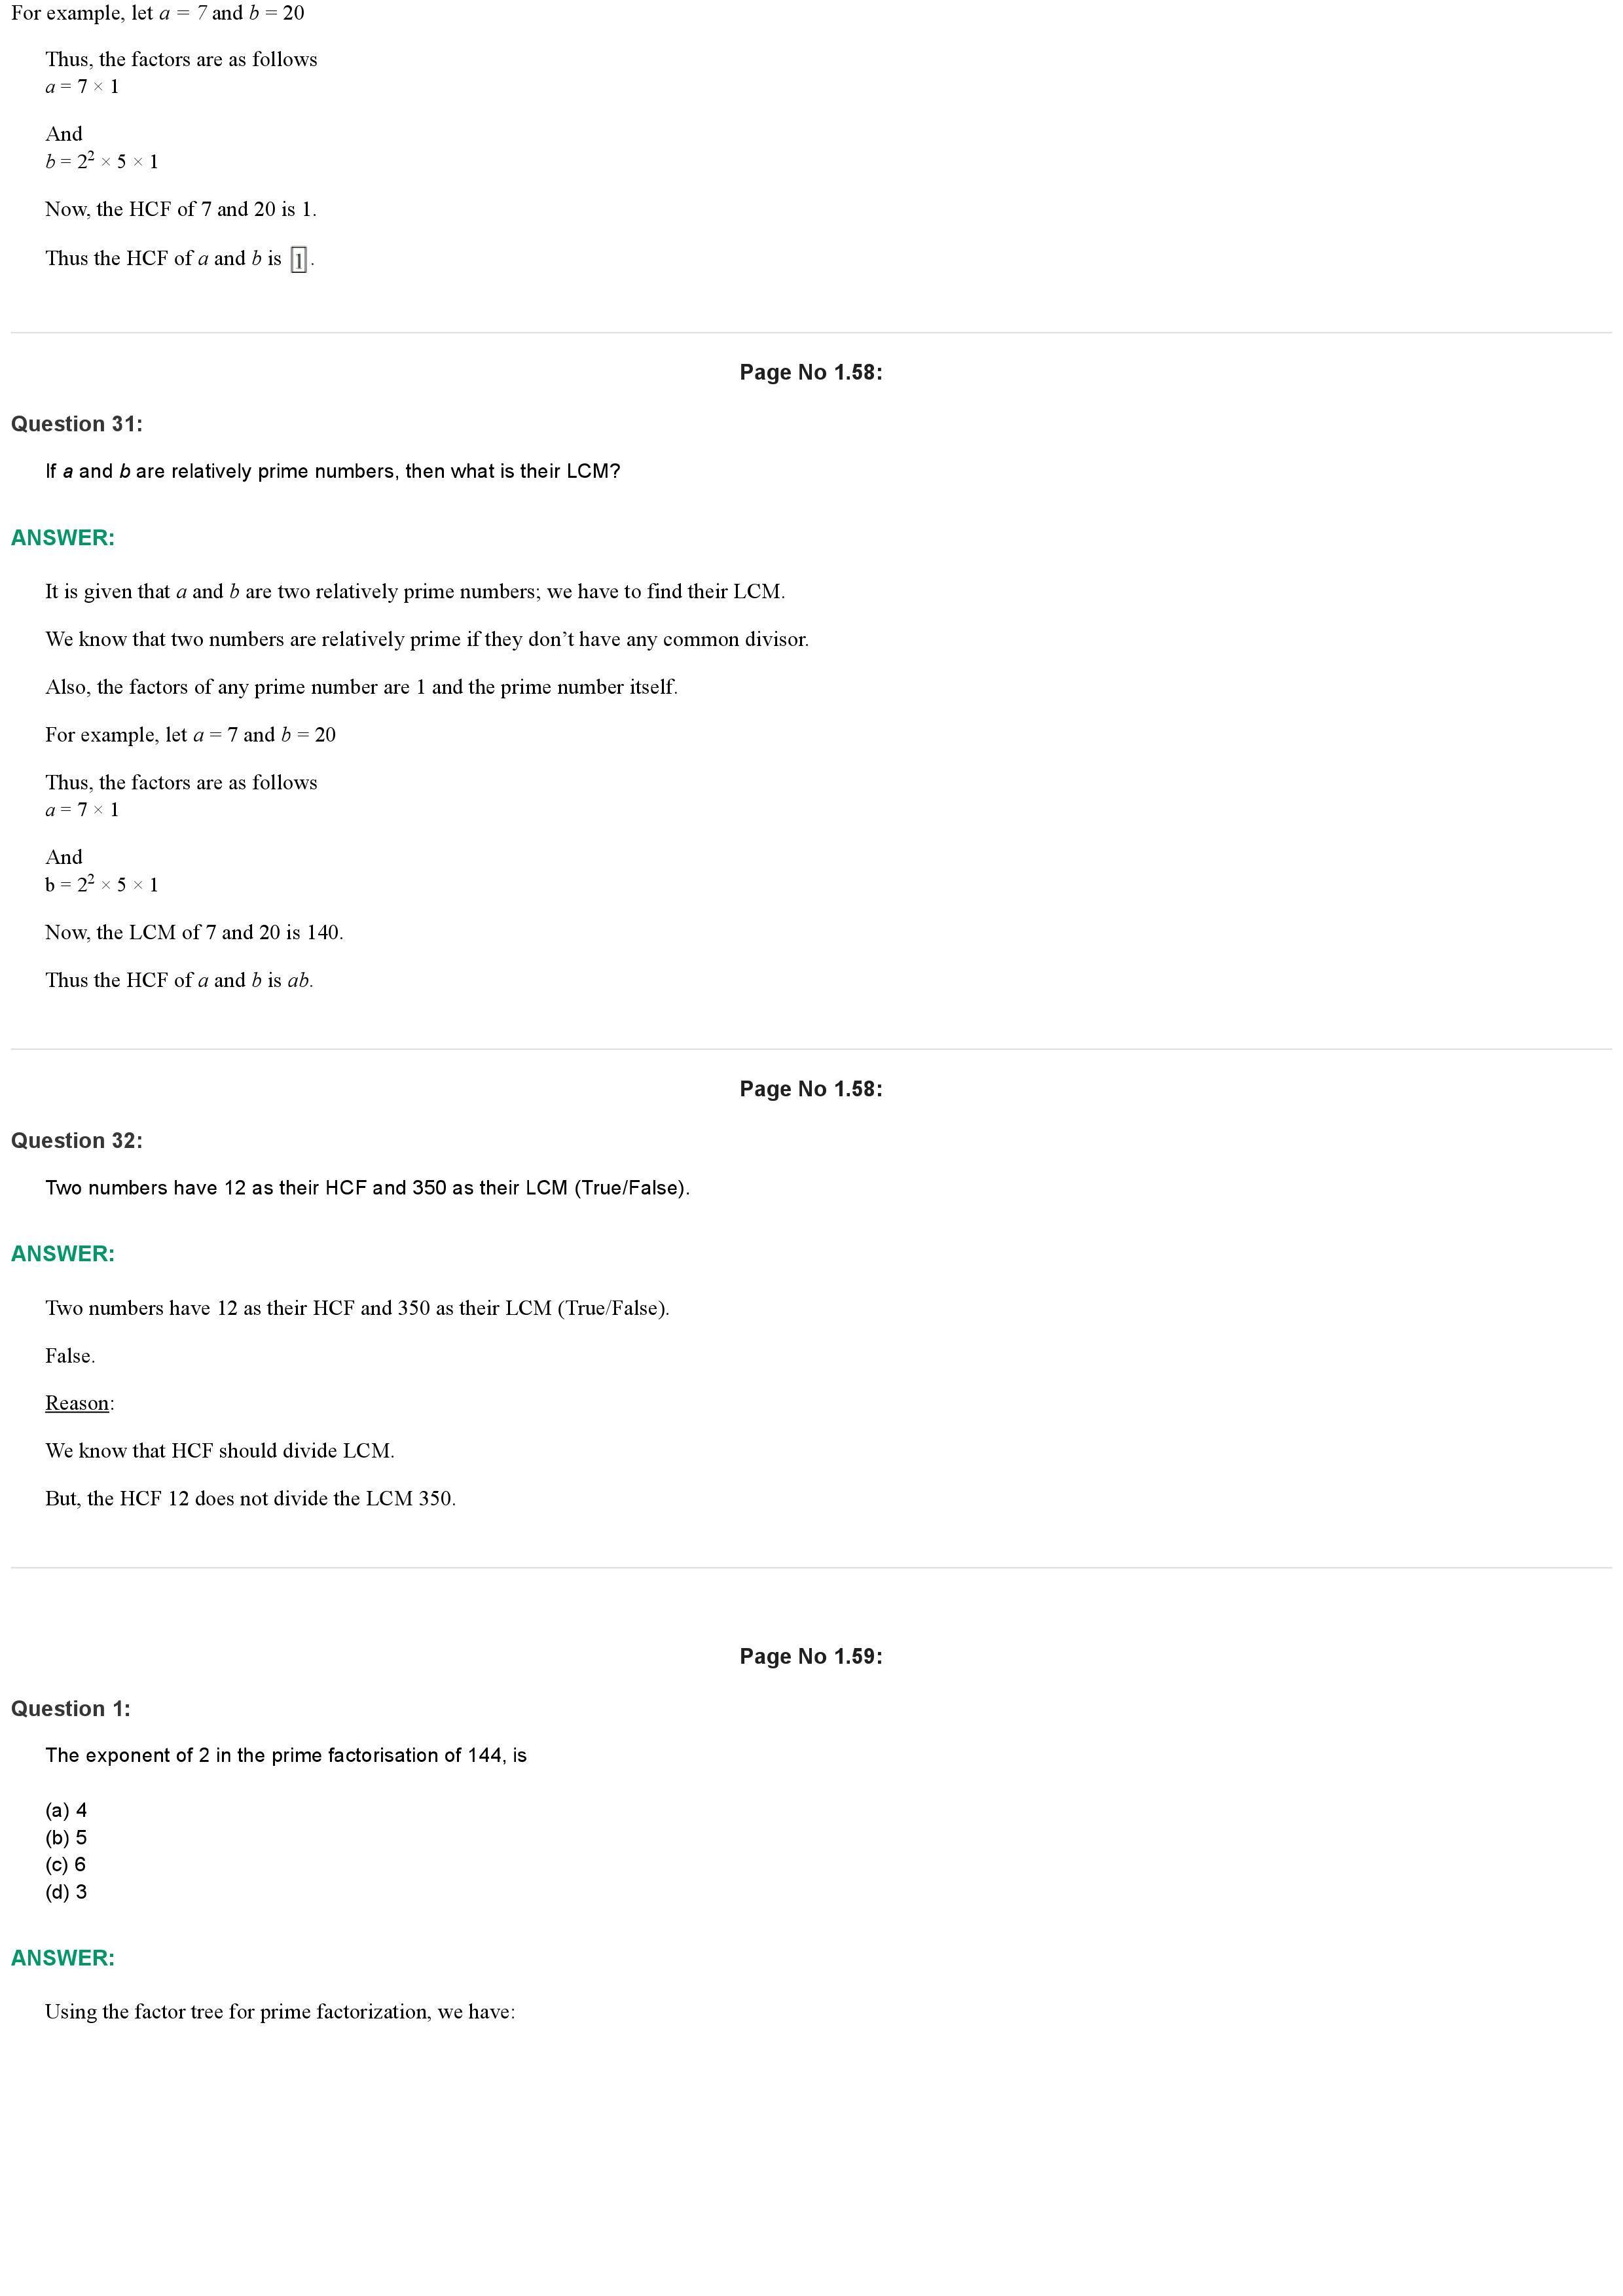 For example, let a = 7 and b = 20
Thus, the factors are as follows
a = 7 × 1
And
b = 2² × 5 × 1
Now, the HCF of 7 and 20 is 1.
Thus the HCF of a and b is 1.
Page No 1.58:
Question 31:
If a and b are relatively prime numbers, then what is their LCM?
ANSWER:
It is given that a and b are two relatively prime numbers; we have to find their LCM.
We know that two numbers are relatively prime if they don’t have any common divisor.
Also, the factors of any prime number are 1 and the prime number itself.
For example, let a = 7 and b = 20
Thus, the factors are as follows
a = 7 × 1
And
b = 2² × 5 × 1
Now, the LCM of 7 and 20 is 140.
Thus the HCF of a and b is ab.
Page No 1.58:
Question 32:
Two numbers have 12 as their HCF and 350 as their LCM (True/False).
ANSWER:
Two numbers have 12 as their HCF and 350 as their LCM (True/False).
False.
Reason:
We know that HCF should divide LCM.
But, the HCF 12 does not divide the LCM 350.
Page No 1.59:
Question 1:
The exponent of 2 in the prime factorisation of 144, is
(a) 4
(b) 5
(c) 6
(d) 3
ANSWER:
Using the factor tree for prime factorization, we have: